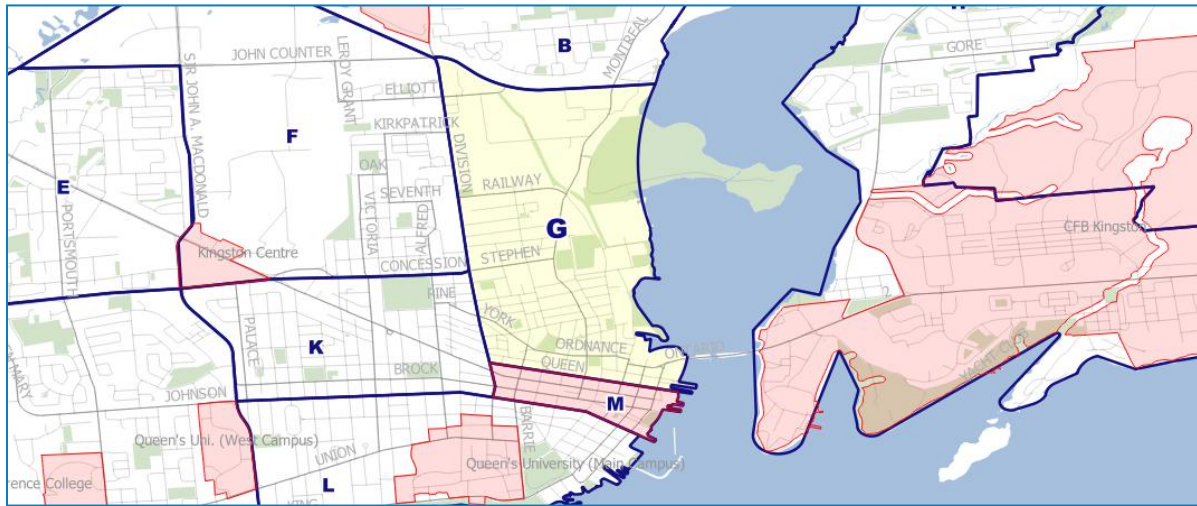 B
MONTREAL
GORE
JOHN COUNTER
LEROY GRANT
SIR JOHN A. MACDONALD
ELLIOTT
KIRKPATRICK
F
DIVISION
OAK
E
SEVENTH
RAILWAY
PORTSMOUTH
VICTORIA
ALFRED
G
CFB Kingston
Kingston Centre
CONCESSION
STEPHEN
2
PINE
YORK
PALACE
K
ORDNANCE
ONTARIO
QUEEN
YACHT CLUB
BROCK
JOHNSON
M
BARRIE
Queen's Uni. (West Campus)
UNION
Queen's University (Main Campus)
rence College
L
KING